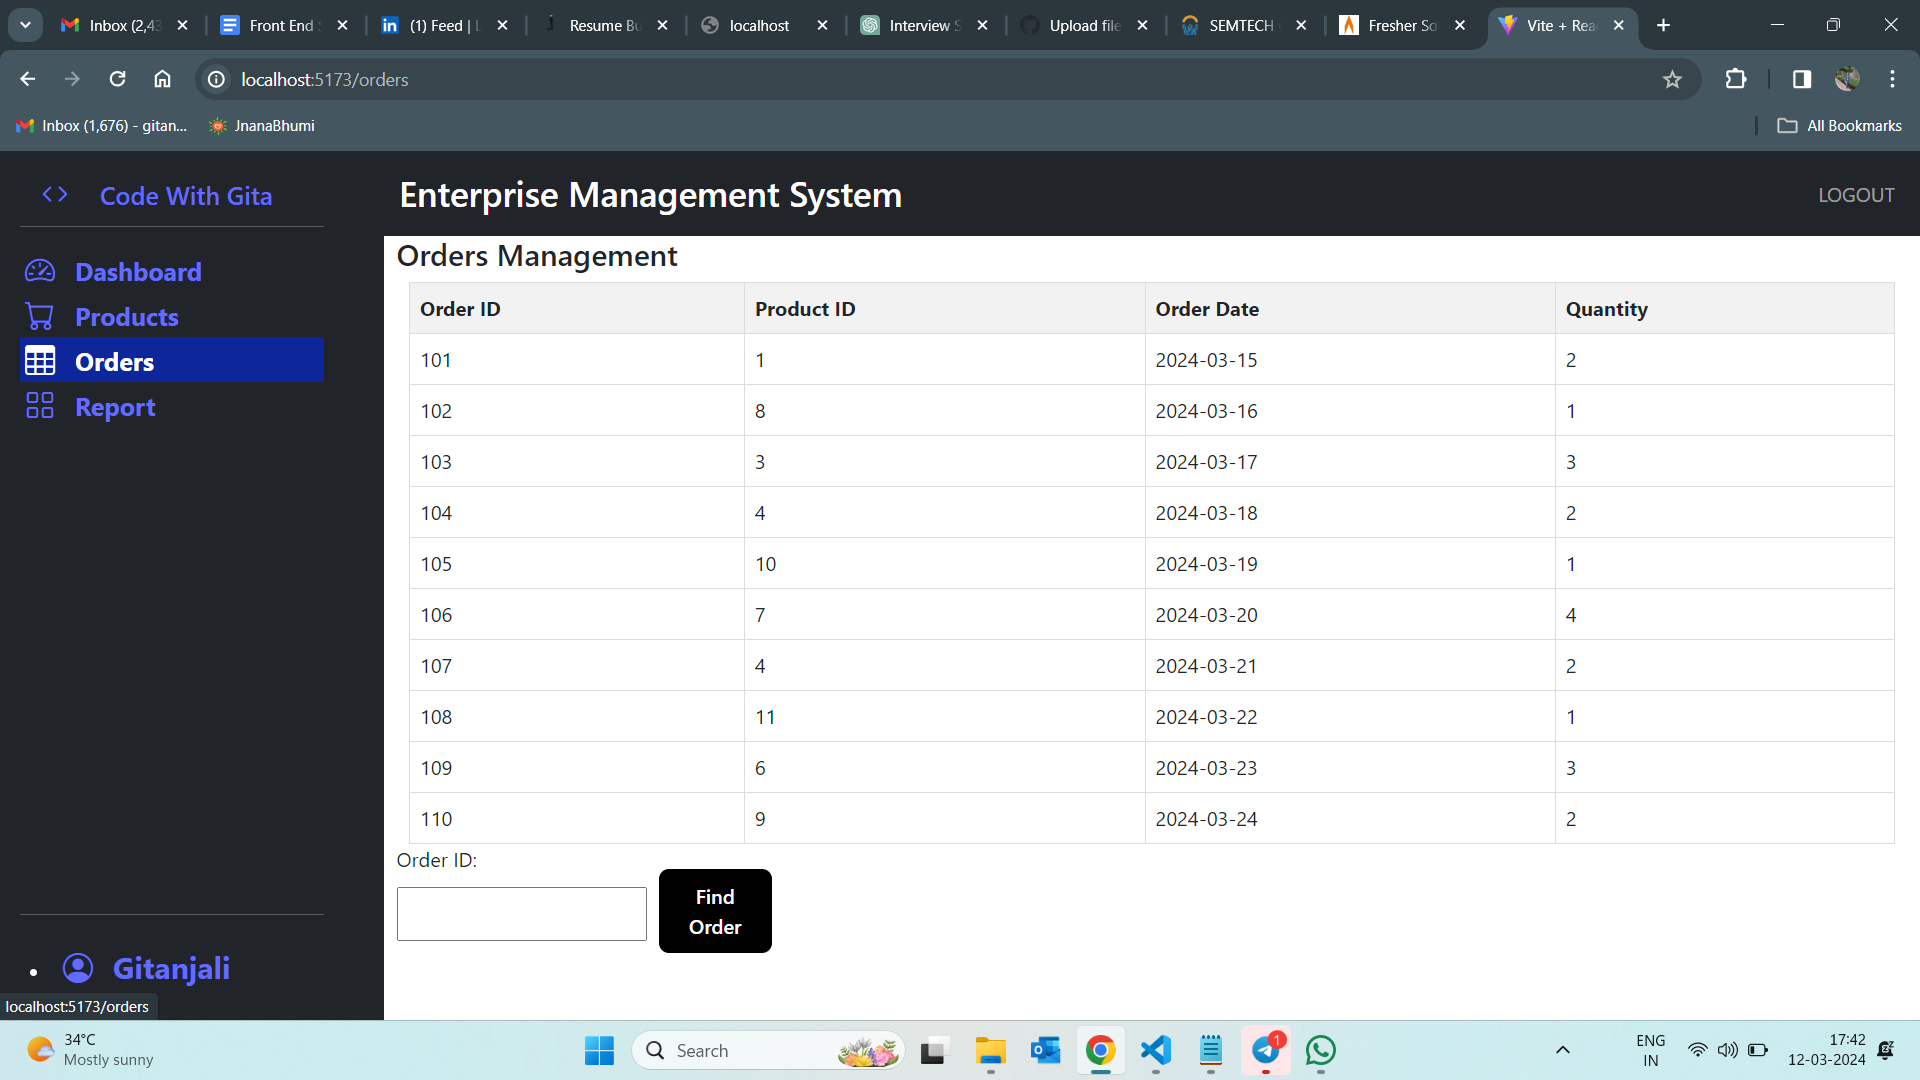 Inbox (2,43
Front End S
(1) Feed | L
Resume Bu
localhost
Interview S
Upload file
SEMTECH
Fresher So
Vite + Rea
localhost:5173/orders
Inbox (1,676) - gitan...
JnanaBhumi
All Bookmarks
Code With Gita
Enterprise Management System
LOGOUT
Dashboard
Products
Orders
Report
Orders Management
Order ID Product ID Order Date Quantity
101 1 2024-03-15 2
102 8 2024-03-16 1
103 3 2024-03-17 3
104 4 2024-03-18 2
105 10 2024-03-19 1
106 7 2024-03-20 4
107 4 2024-03-21 2
108 11 2024-03-22 1
109 6 2024-03-23 3
110 9 2024-03-24 2
Order ID:
Find
Order
Gitanjali
localhost:5173/orders
34°C
Mostly sunny
Search
1
ENG
IN
17:42
12-03-2024